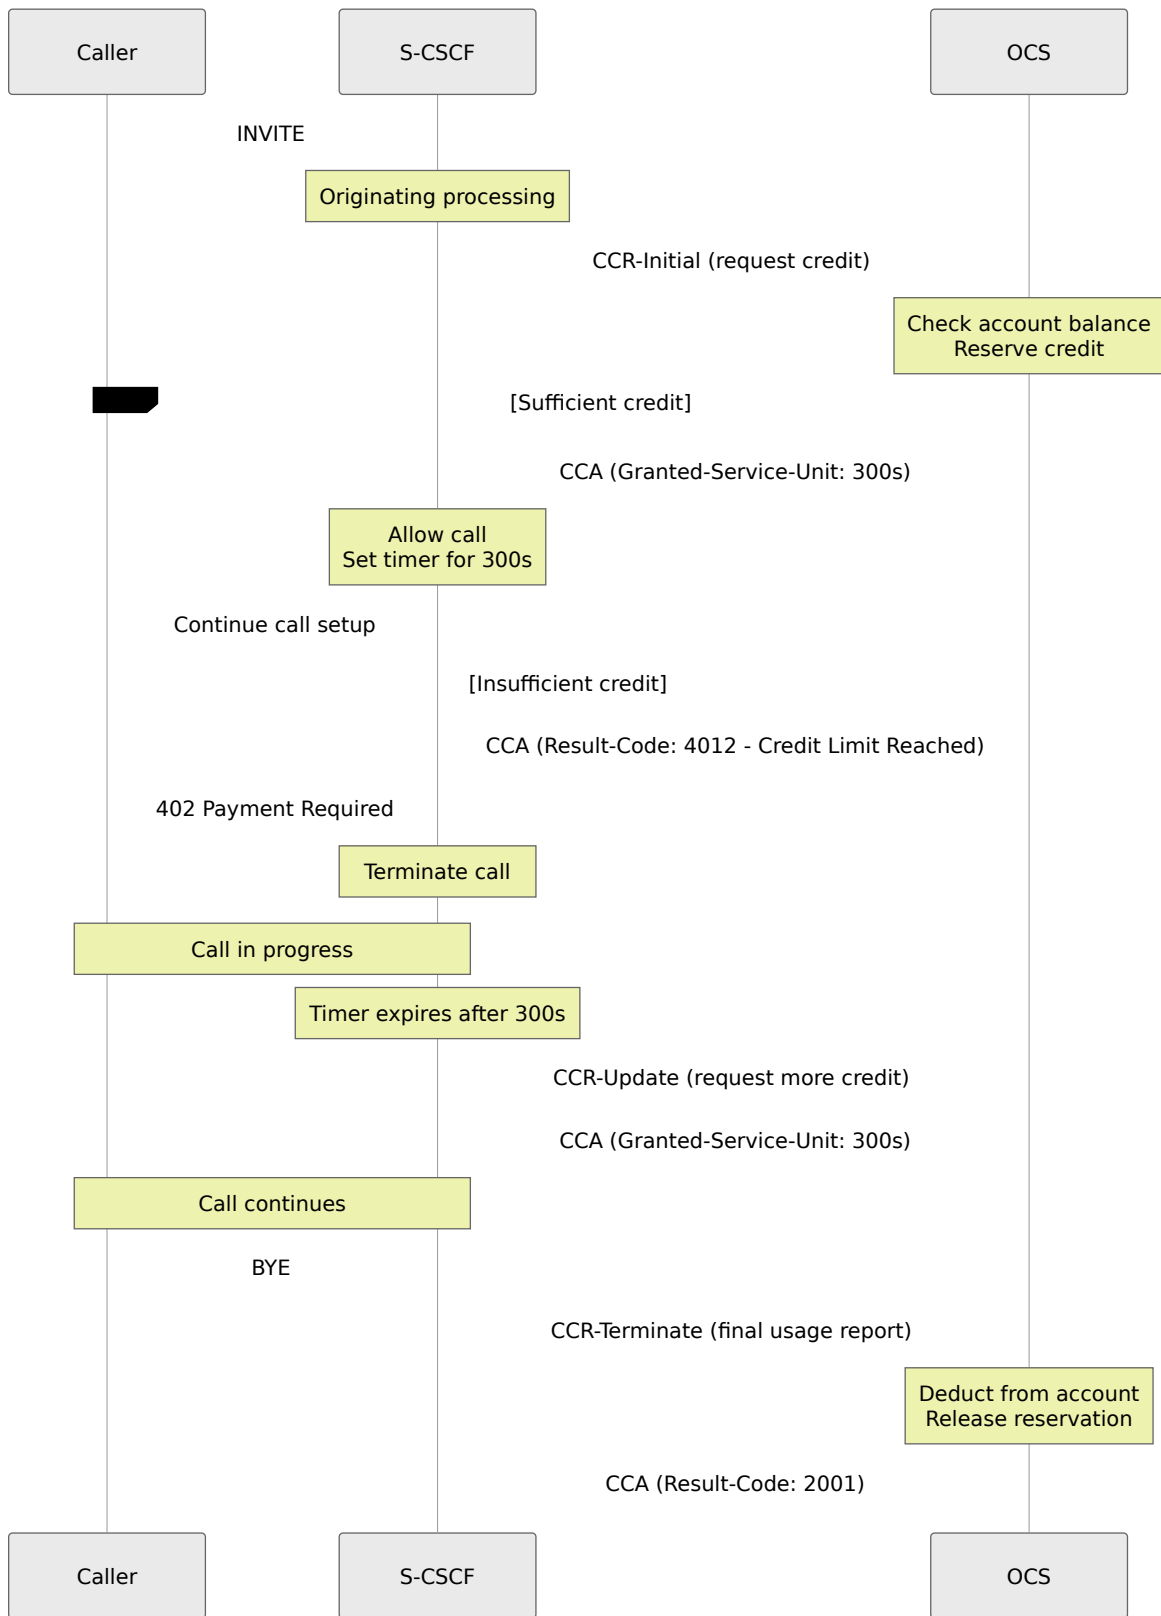 Caller
S-CSCF
OCS
INVITE
Originating processing
CCR-Initial (request credit)
Check account balance
Reserve credit
[Sufficient credit]
CCA (Granted-Service-Unit: 300s)
Allow call
Set timer for 300s
Continue call setup
[Insufficient credit]
CCA (Result-Code: 4012 - Credit Limit Reached)
402 Payment Required
Terminate call
Call in progress
Timer expires after 300s
CCR-Update (request more credit)
CCA (Granted-Service-Unit: 300s)
Call continues
BYE
CCR-Terminate (final usage report)
Deduct from account
Release reservation
CCA (Result-Code: 2001)
Caller
S-CSCF
OCS